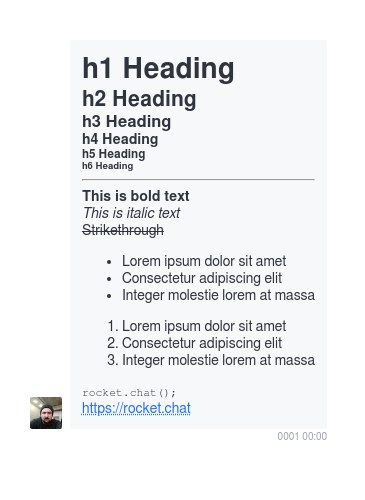 h1 Heading
h2 Heading
h3 Heading
h4 Heading
h5 Heading
h6 Heading
This is bold text
This is italic text
Strikethrough
• Lorem ipsum dolor sit amet
• Consectetur adipiscing elit
• Integer molestie lorem at massa
1. Lorem ipsum dolor sit amet
2. Consectetur adipiscing elit
3. Integer molestie lorem at massa
rocket.chat();
https://rocket.chat
0001 00:00